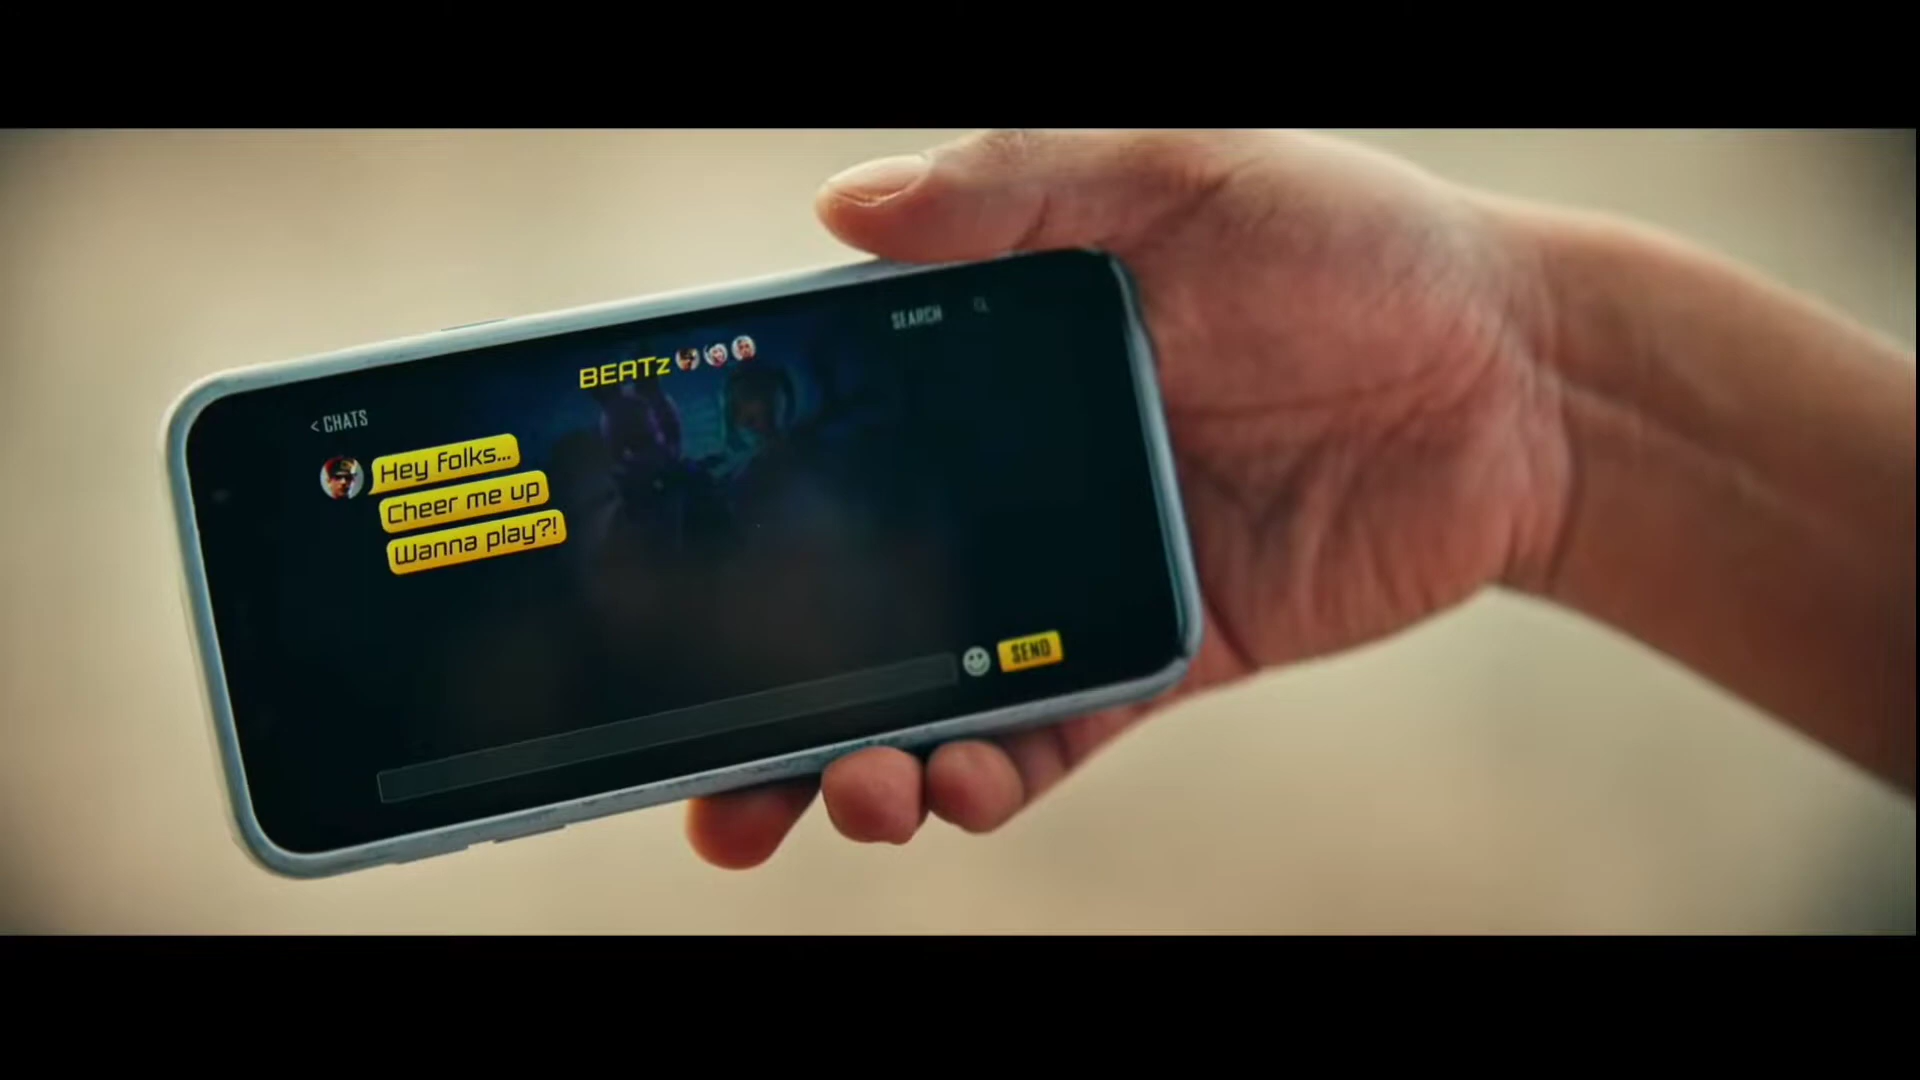 SEARCH
BEATz
< CHATS
Hey Folks...
Cheer me up
Wanna play?!
SEND